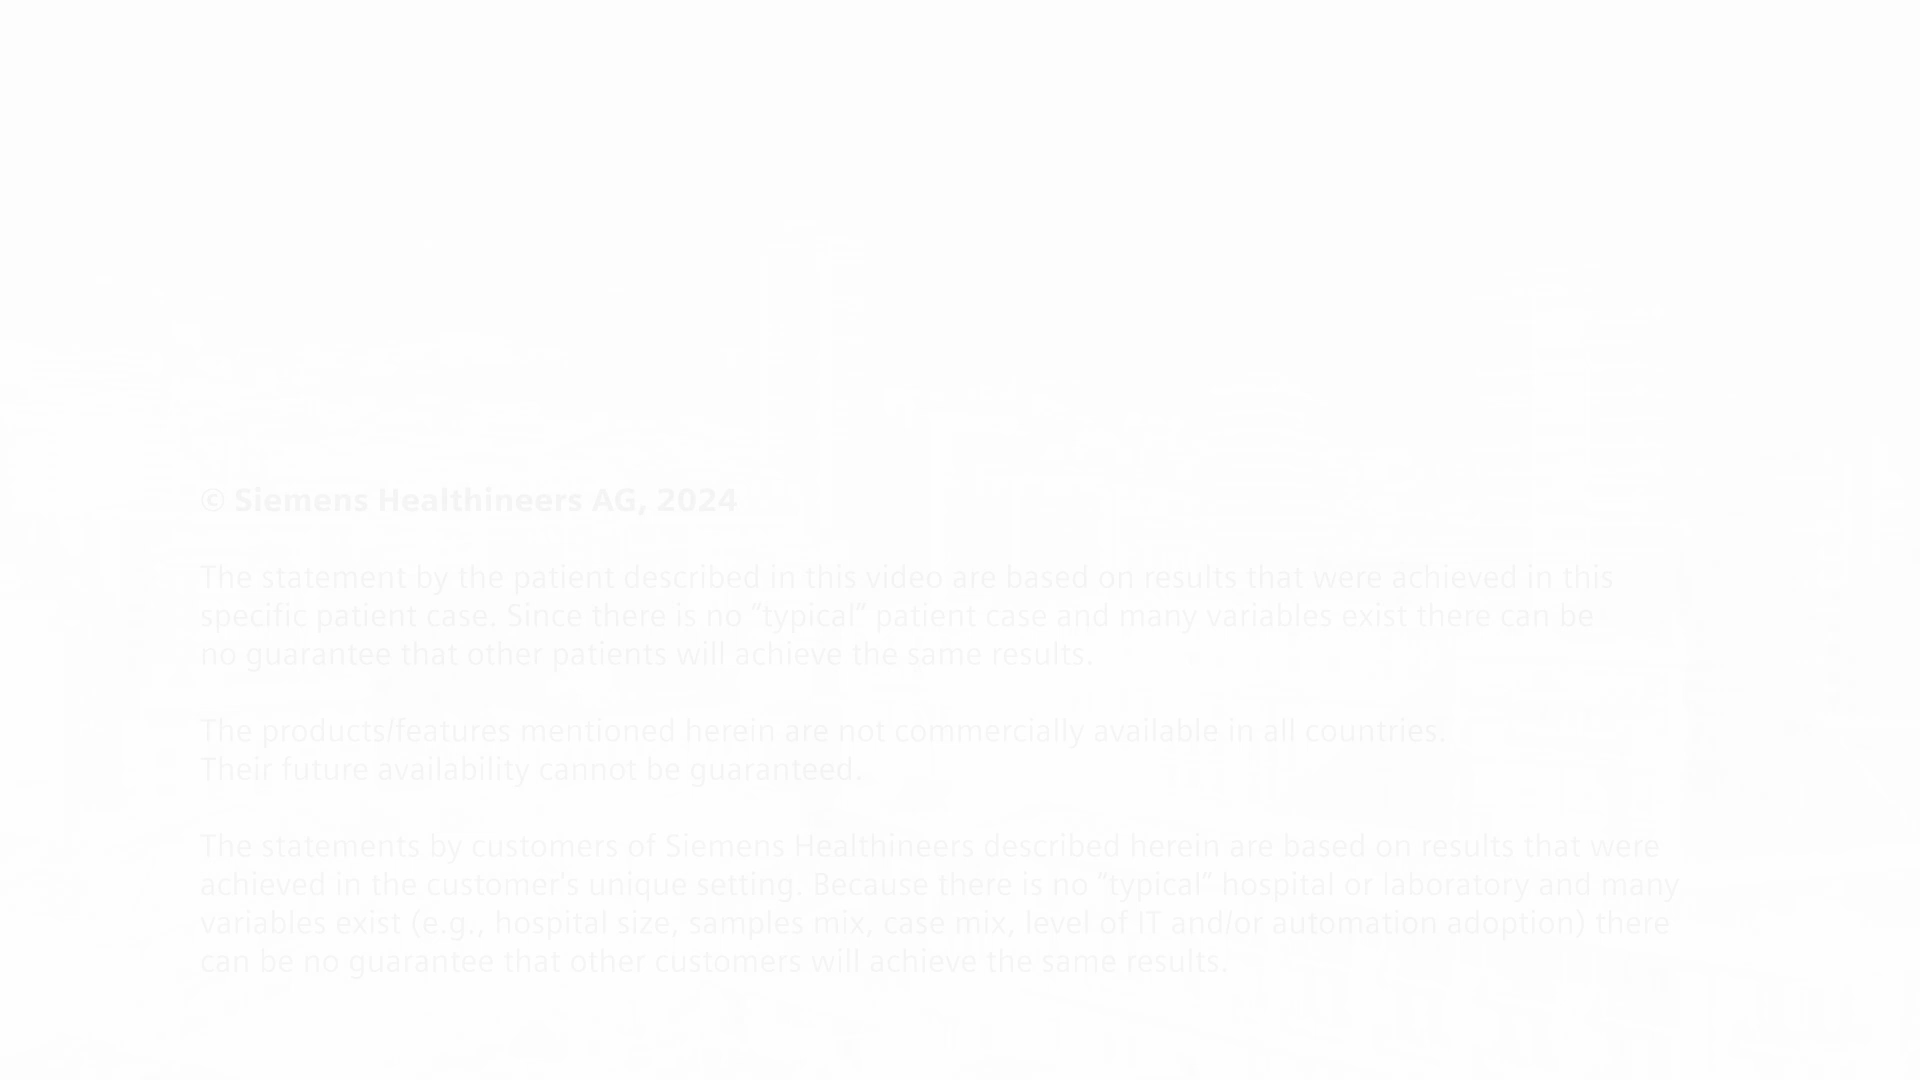 © Siemens Healthineers AG, 2024
The statement by the patient described in this video are based on results that were achieved in this
specific patient case. Since there is no “typical” patient case and many variables exist there can be
no guarantee that other patients will achieve the same results.
The products/features mentioned herein are not commercially available in all countries.
Their future availability cannot be guaranteed.
The statements by customers of Siemens Healthineers described herein are based on results that were
achieved in the customer’s unique setting. Because there is no “typical” hospital or laboratory and many
variables exist (e.g., hospital size, samples mix, case mix, level of IT and/or automation adoption) there
can be no guarantee that other customers will achieve the same results.